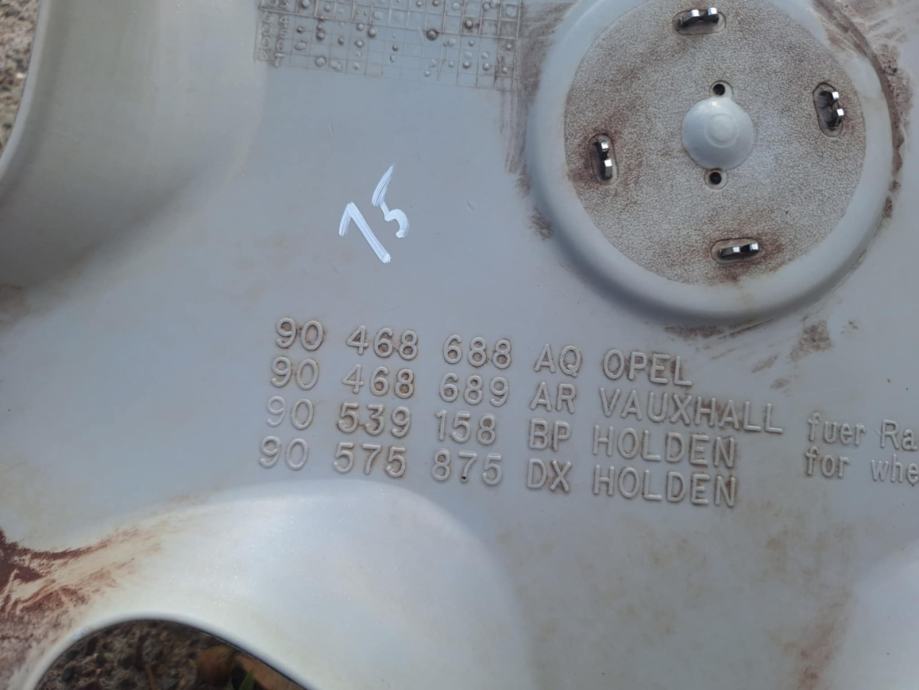 15
90 468 688 AQ OPEL
90 468 689 AR VAUXHALL
90 539 158 BP HOLDEN fuer
90 575 875 DX HOLDEN for